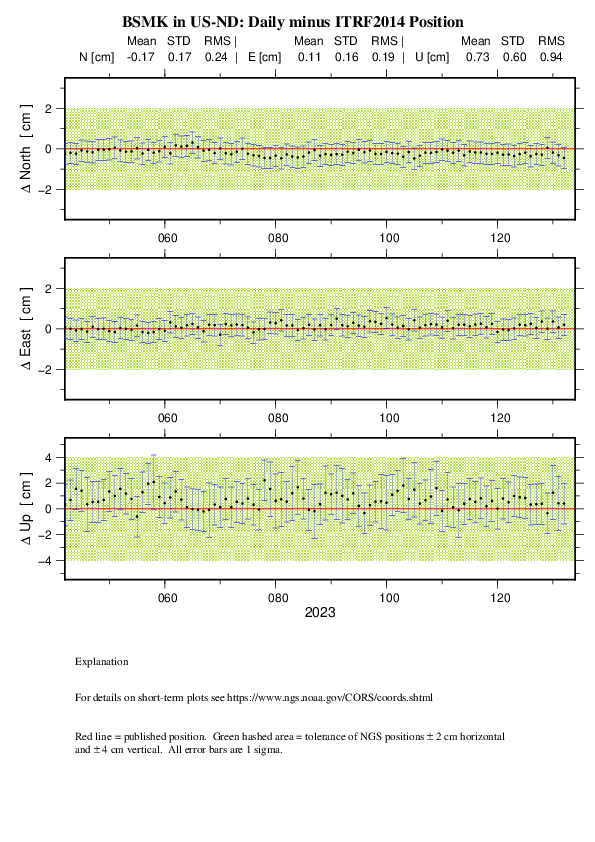 BSMK in US-ND: Daily minus ITRF2014 Position
Mean STD RMS | Mean STD RMS | Mean STD RMS
N [cm] -0.17 0.17 0.24 | E [cm] 0.11 0.16 0.19 | U [cm] 0.73 0.60 0.94
Δ North [ cm ]
2
0
−2
060 080 100 120
Δ East [ cm ]
2
0
−2
060 080 100 120
Δ Up [ cm ]
4
2
0
−2
−4
060 080 100 120
2023
Explanation
For details on short-term plots see https://www.ngs.noaa.gov/CORS/coords.shtml
Red line = published position. Green hashed area = tolerance of NGS positions ± 2 cm horizontal
and ± 4 cm vertical. All error bars are 1 sigma.